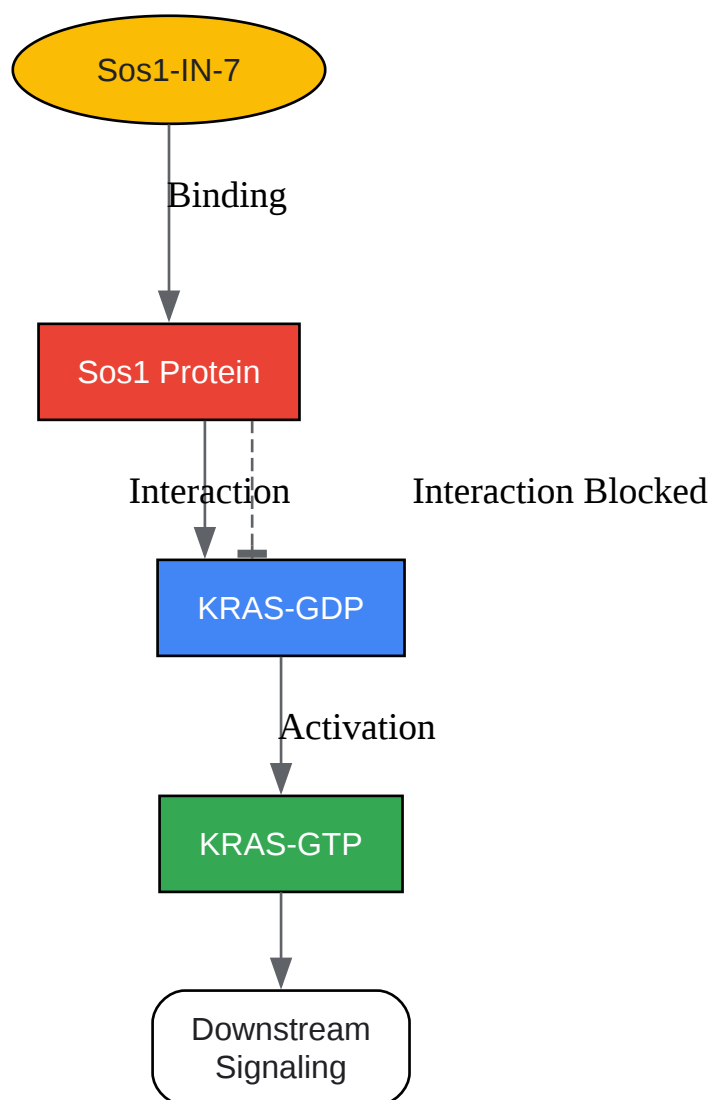 Sos1-IN-7
Binding
Sos1 Protein
Interaction
Interaction Blocked
KRAS-GDP
Activation
KRAS-GTP
Downstream
Signaling